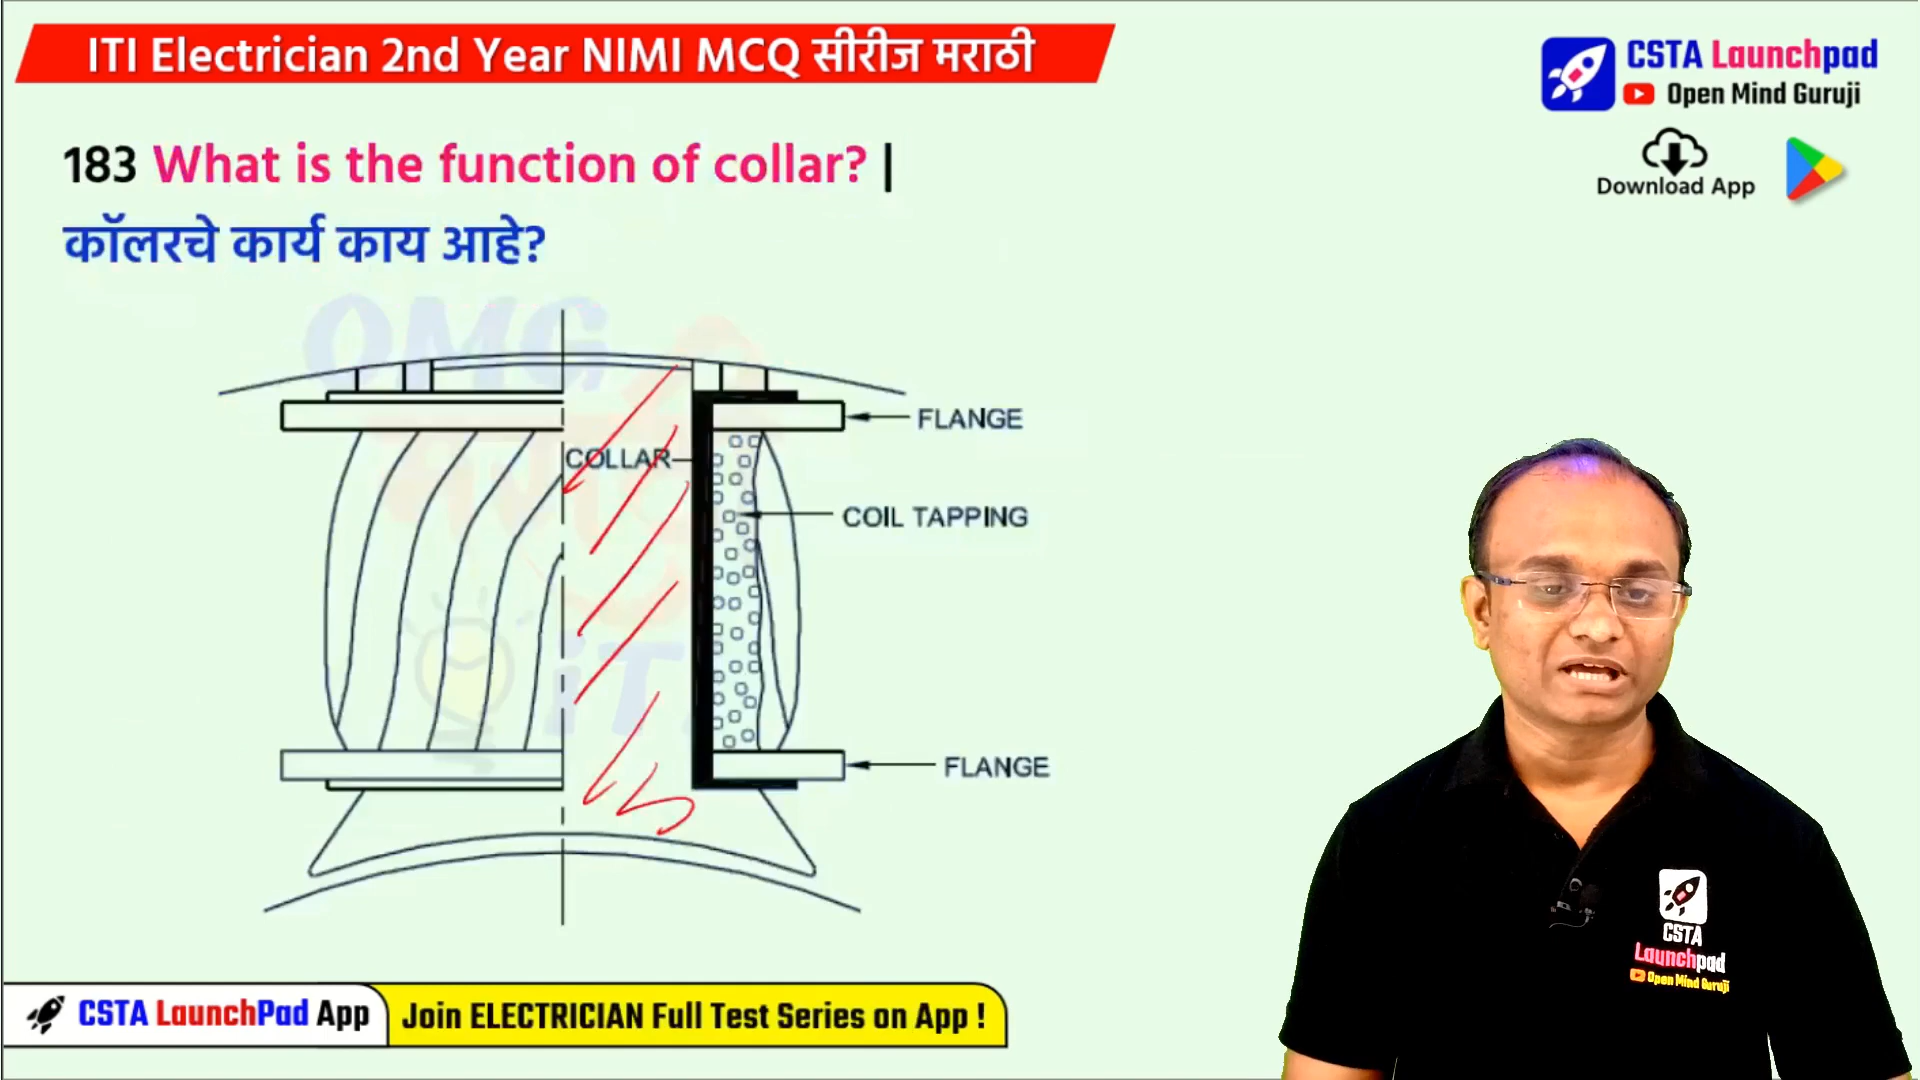 ITI Electrician 2nd Year NIMI MCQ सीरीज मराठी
CSTA Launchpad
Open Mind Guruji
Download App
183 What is the function of collar? |
कॉलरचे कार्य काय आहे?
OMG
FLANGE
COLLAR
COIL TAPPING
iT
FLANGE
CSTA
Launchpad
Open Mind Guruji
CSTA LaunchPad App
Join ELECTRICIAN Full Test Series on App !